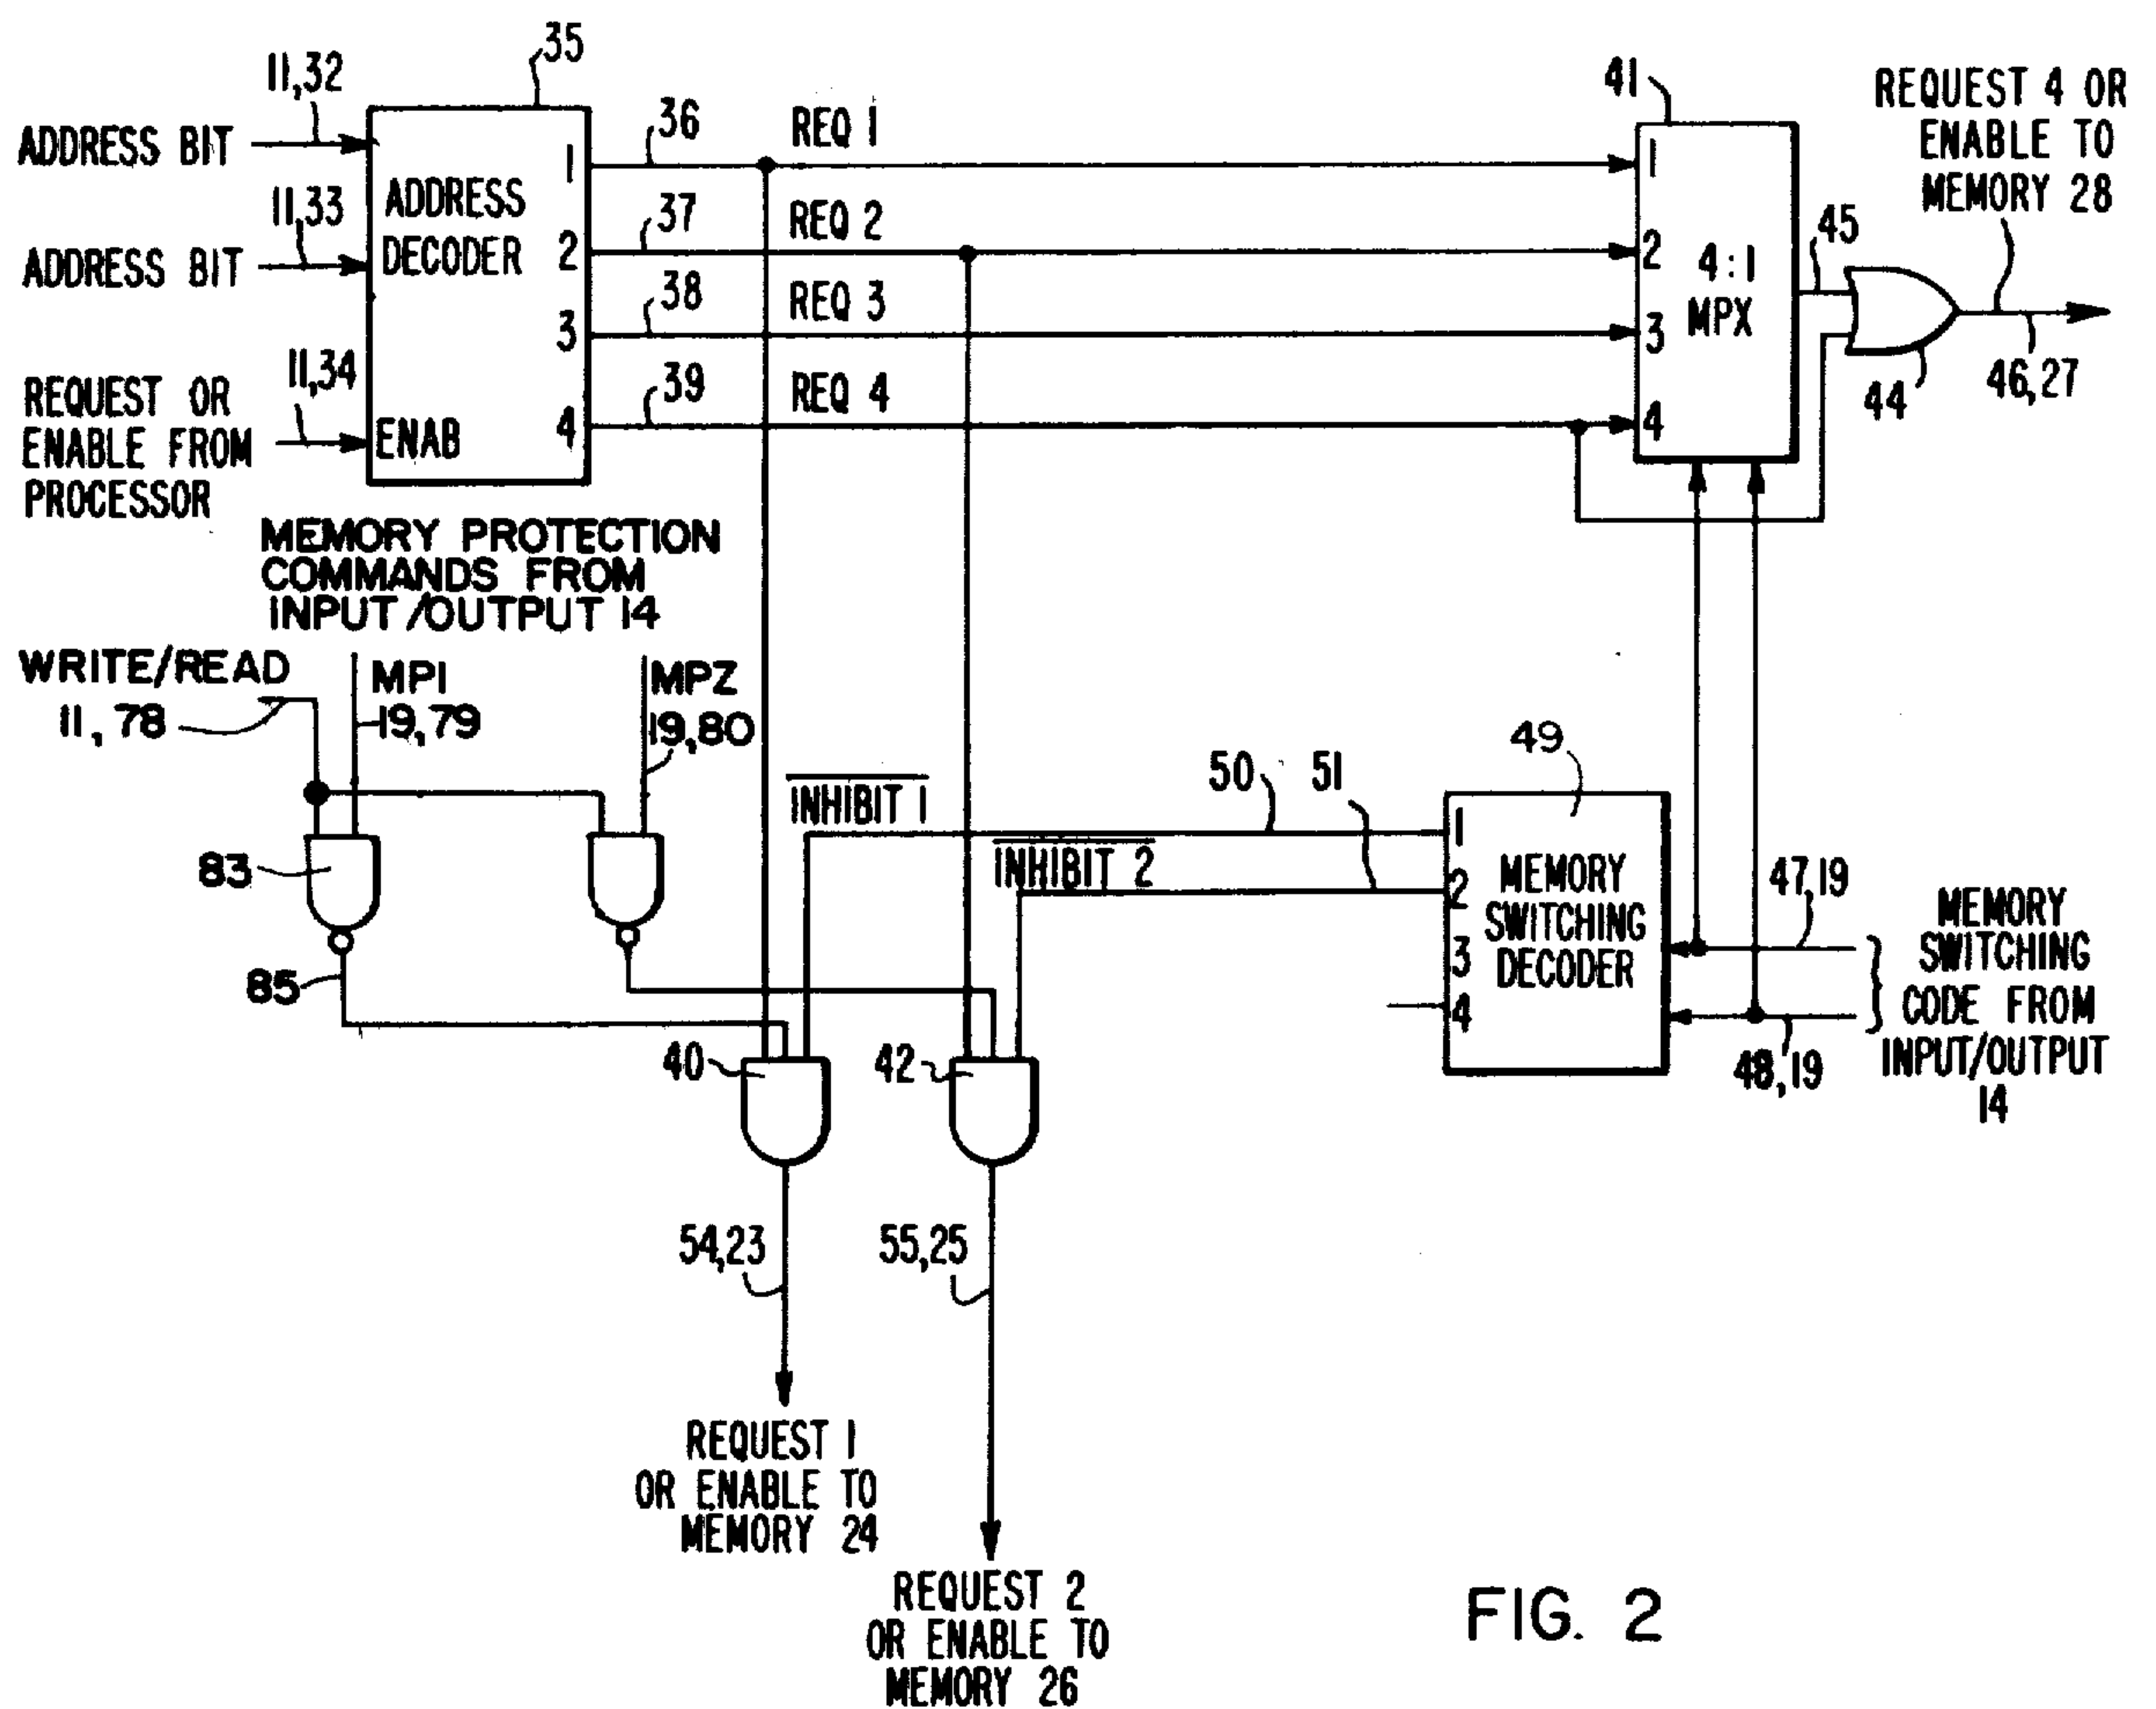 35
11,32
ADDRESS BIT
11,33
ADDRESS BIT
11,34
REQUEST OR
ENABLE FROM
PROCESSOR
ADDRESS
DECODER
ENAB
1
2
3
4
36
REQ 1
37
REQ 2
38
REQ 3
39
REQ 4
41
1
2
3
4
4:1
MPX
45
44
REQUEST 4 OR
ENABLE TO
MEMORY 28
46,27
MEMORY PROTECTION
COMMANDS FROM
INPUT/OUTPUT 14
WRITE/READ
11, 78
MP1
19,79
MPZ
19,80
83
85
INHIBIT 1
INHIBIT 2
50
51
49
1
2
3
4
MEMORY
SWITCHING
DECODER
47,19
48,19
MEMORY
SWITCHING
CODE FROM
INPUT/OUTPUT
14
40
42
54,23
55,25
REQUEST 1
OR ENABLE TO
MEMORY 24
REQUEST 2
OR ENABLE TO
MEMORY 26
FIG. 2